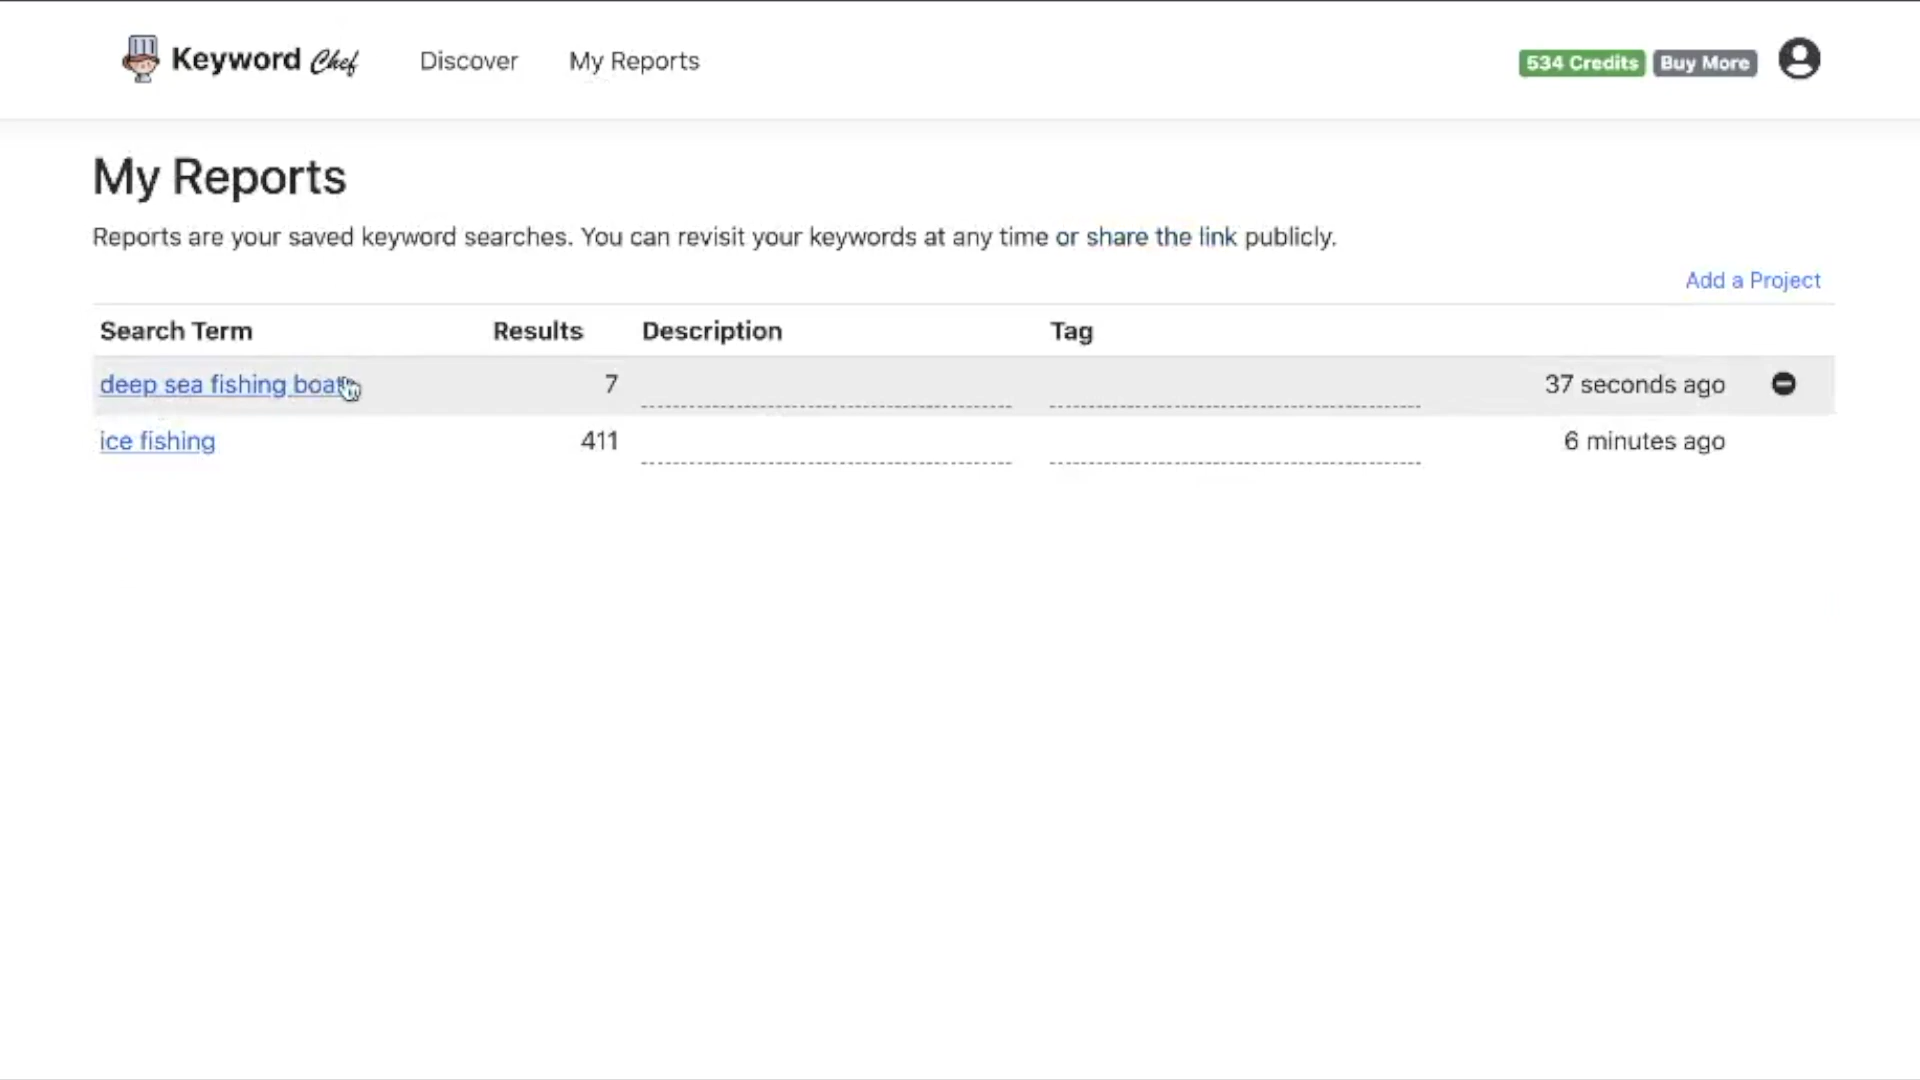 Keyword Chef
Discover
My Reports
534 Credits
Buy More
My Reports
Reports are your saved keyword searches. You can revisit your keywords at any time or share the link publicly.
Add a Project
Search Term Results Description Tag
deep sea fishing 7 37 seconds ago
ice fishing 411 6 minutes ago